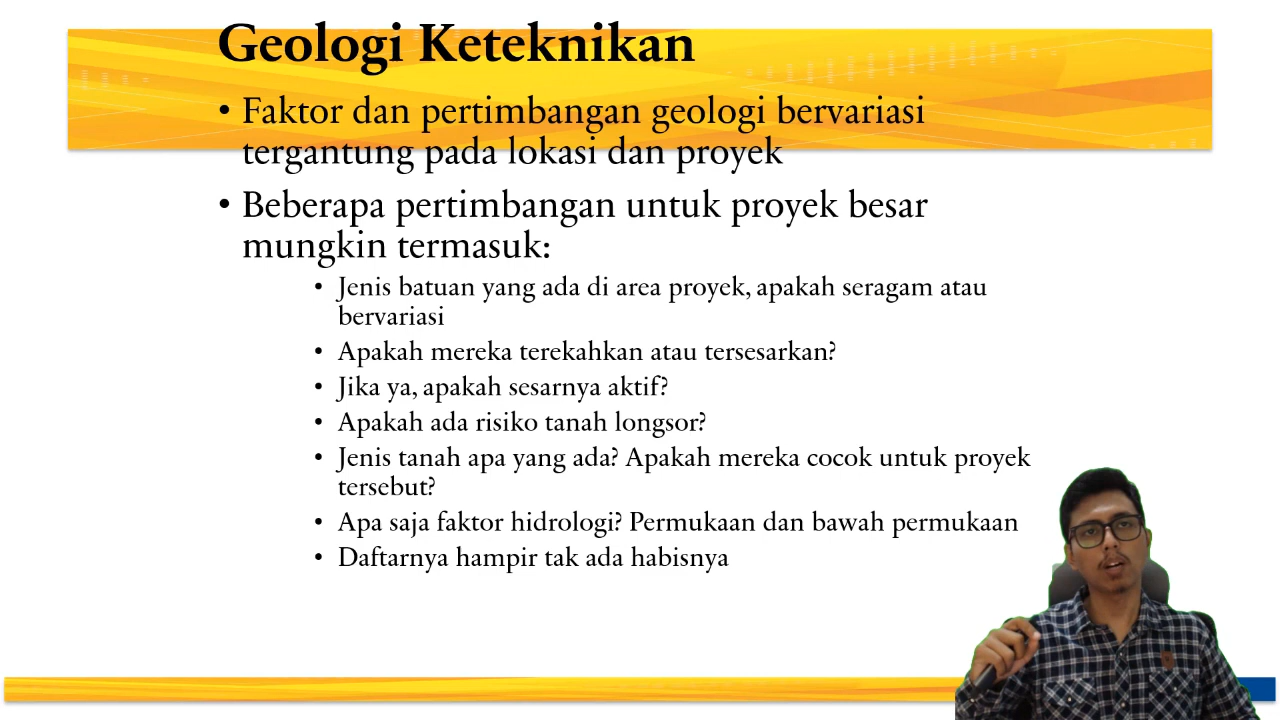 Geologi Keteknikan
• Faktor dan pertimbangan geologi bervariasi
tergantung pada lokasi dan proyek
• Beberapa pertimbangan untuk proyek besar
mungkin termasuk:
• Jenis batuan yang ada di area proyek, apakah seragam atau
bervariasi
• Apakah mereka terekahkan atau tersesarkan?
• Jika ya, apakah sesarnya aktif?
• Apakah ada risiko tanah longsor?
• Jenis tanah apa yang ada? Apakah mereka cocok untuk proyek
tersebut?
• Apa saja faktor hidrologi? Permukaan dan bawah permukaan
• Daftarnya hampir tak ada habisnya